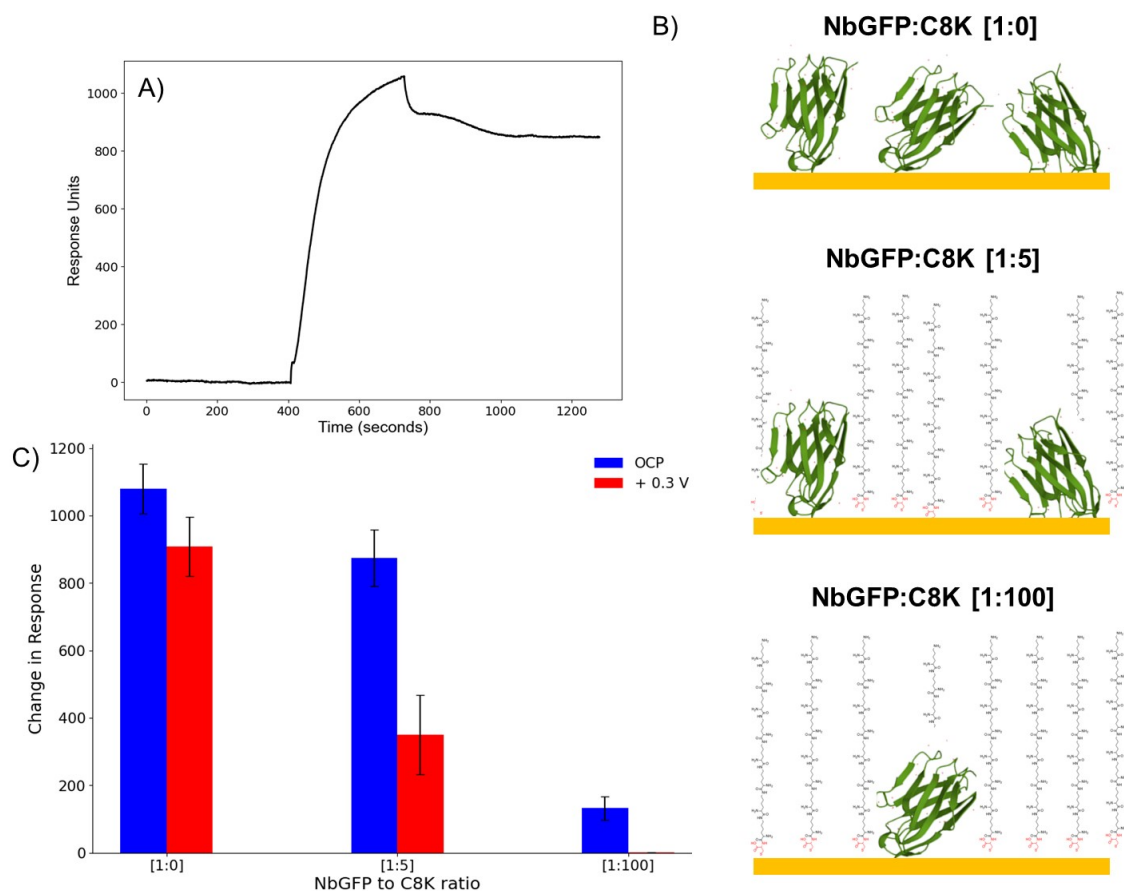 A)
1000
800
600
400
200
0
Response Units
0 200 400 600 800 1000 1200
Time (seconds)
B)
NbGFP:C8K [1:0]
NbGFP:C8K [1:5]
NbGFP:C8K [1:100]
C)
1200
1000
800
600
400
200
0
Change in Response
OCP
+ 0.3 V
[1:0] [1:5] [1:100]
NbGFP to C8K ratio